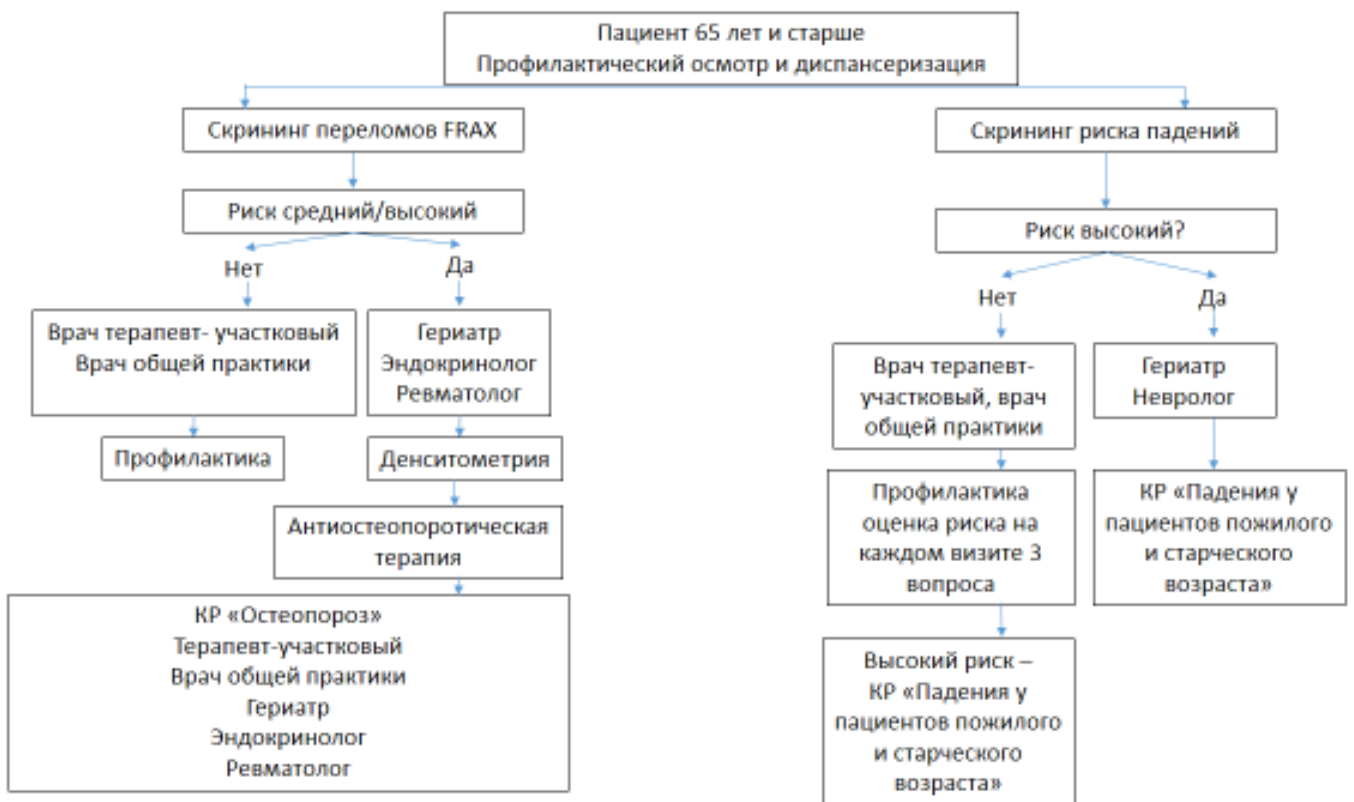 Пациент 65 лет и старше
Профилактический осмотр и диспансеризация
Скрининг переломов FRAX
Скрининг риска падений
Риск средний/высокий
Риск высокий?
Нет
Да
Нет
Да
Врач терапевт- участковый
Врач общей практики
Гериатр
Эндокринолог
Ревматолог
Врач терапевт-
участковый, врач
общей практики
Гериатр
Невролог
Профилактика
Денситометрия
Профилактика
оценка риска на
каждом визите 3
вопроса
КР «Падения у
пациентов пожилого
и старческого
возраста»
Антиостеопоротическая
терапия
КР «Остеопороз»
Терапевт-участковый
Врач общей практики
Гериатр
Эндокринолог
Ревматолог
Высокий риск –
КР «Падения у
пациентов пожилого
и старческого
возраста»